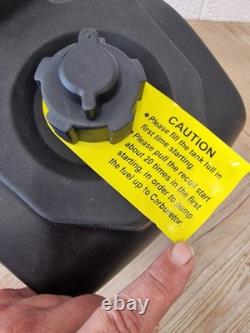 CAUTION
• Please fill the tank full in
first time starting.
• Please pull the recoil start
about 20 times in the first
starting, in order to pump
the fuel up to Carburetor.